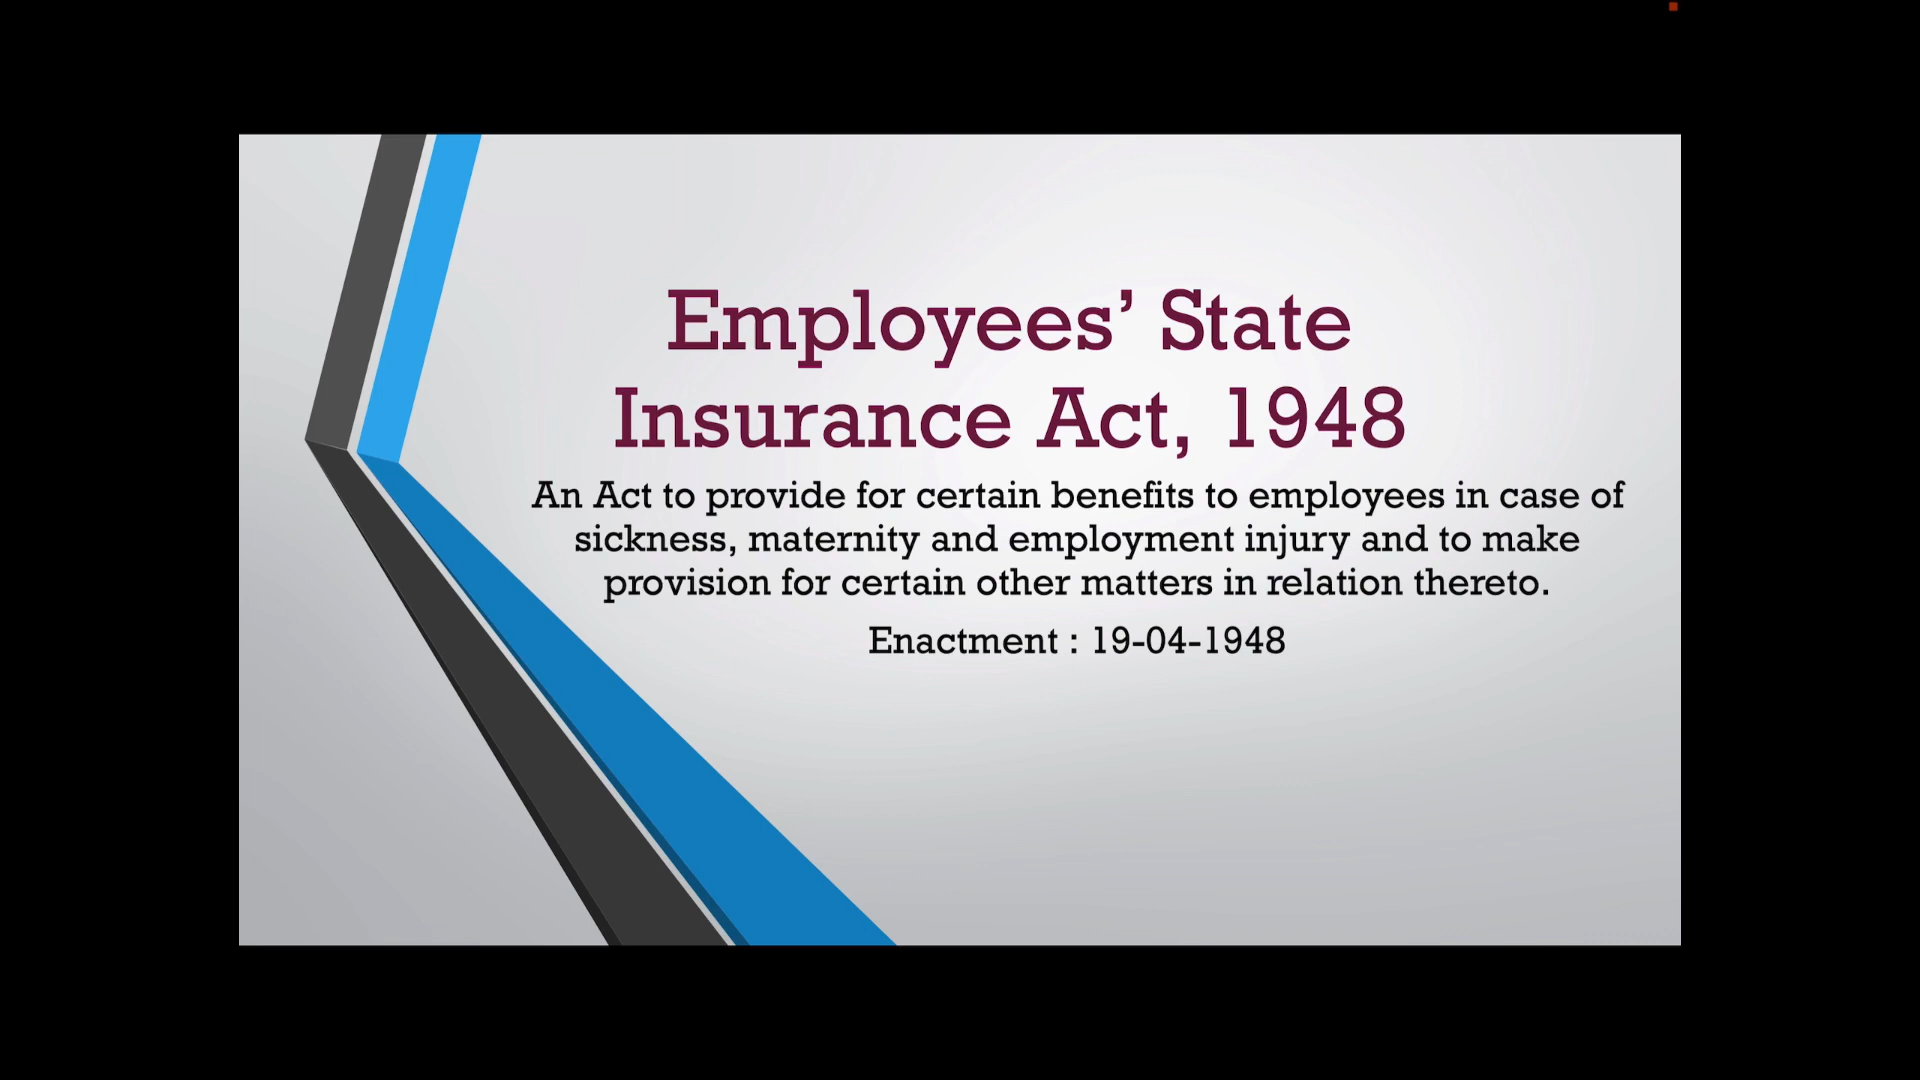 Employees’ State
Insurance Act, 1948
An Act to provide for certain benefits to employees in case of
sickness, maternity and employment injury and to make
provision for certain other matters in relation thereto.
Enactment : 19-04-1948